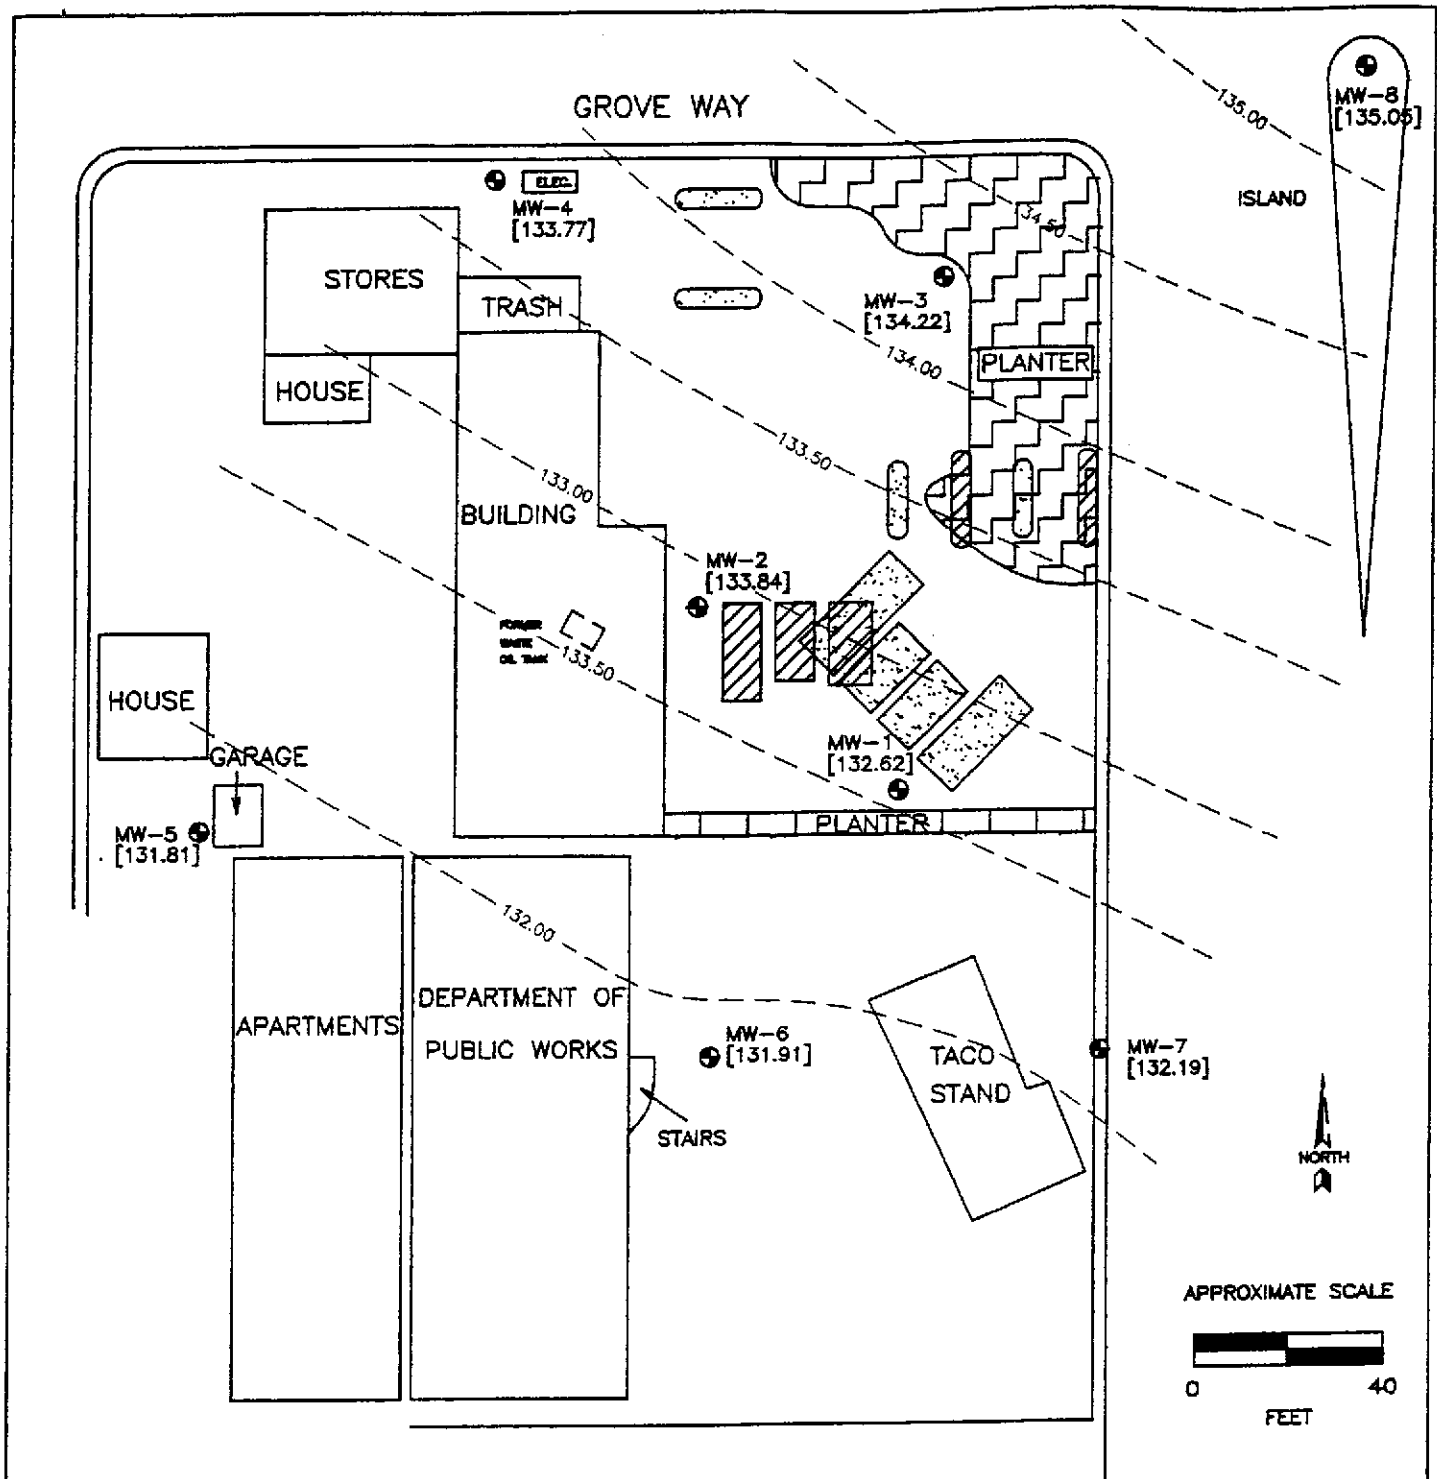 GROVE WAY
MW-8
[135.05]
135.00
ISLAND
ELEC.
MW-4
[133.77]
134.50
STORES
TRASH
MW-3
[134.22]
134.00
PLANTER
HOUSE
133.50
133.00
BUILDING
MW-2
[133.84]
FORMER
WASTE
OIL TANK
133.50
HOUSE
GARAGE
MW-1
[132.62]
PLANTER
MW-5
[131.81]
132.00
DEPARTMENT OF
PUBLIC WORKS
APARTMENTS
MW-6
[131.91]
TACO
STAND
MW-7
[132.19]
STAIRS
NORTH
APPROXIMATE SCALE
0 40
FEET